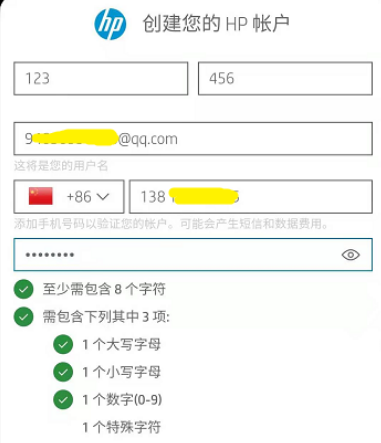 hp 创建您的 HP 帐户
123 456
@qq.com
这将是您的用户名
+86 138
添加手机号码以验证您的帐户。可能会产生短信和数据费用。
••••••••
至少需包含 8 个字符
需包含下列其中 3 项:
1 个大写字母
1 个小写字母
1 个数字(0-9)
1 个特殊字符